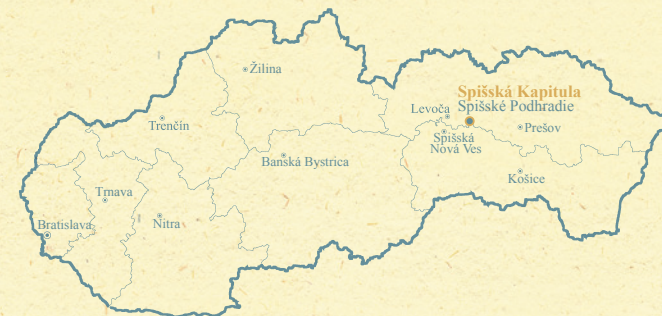 Žilina
Spišská Kapitula
Spišské Podhradie
Levoča
Trenčín
Prešov
Spišská
Nová Ves
Banská Bystrica
Košice
Trnava
Nitra
Bratislava